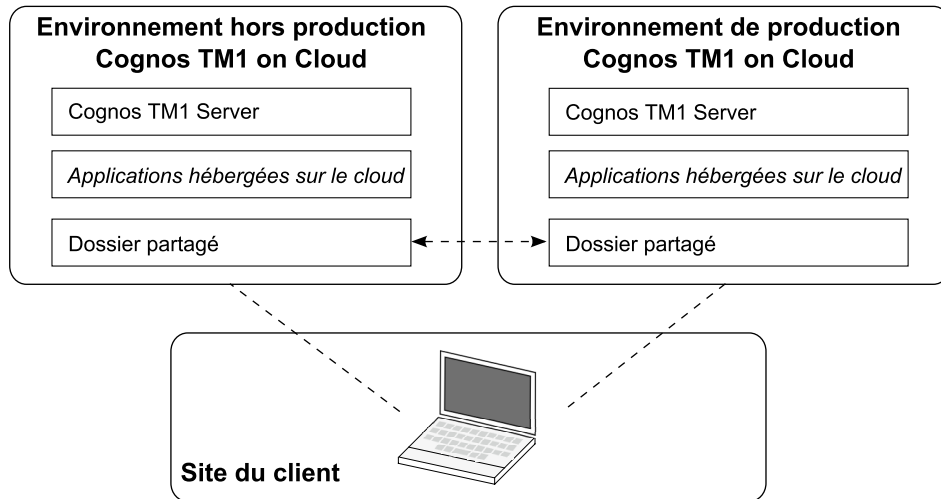 Environnement hors production
Cognos TM1 on Cloud
Cognos TM1 Server
Applications hébergées sur le cloud
Dossier partagé
Environnement de production
Cognos TM1 on Cloud
Cognos TM1 Server
Applications hébergées sur le cloud
Dossier partagé
Site du client